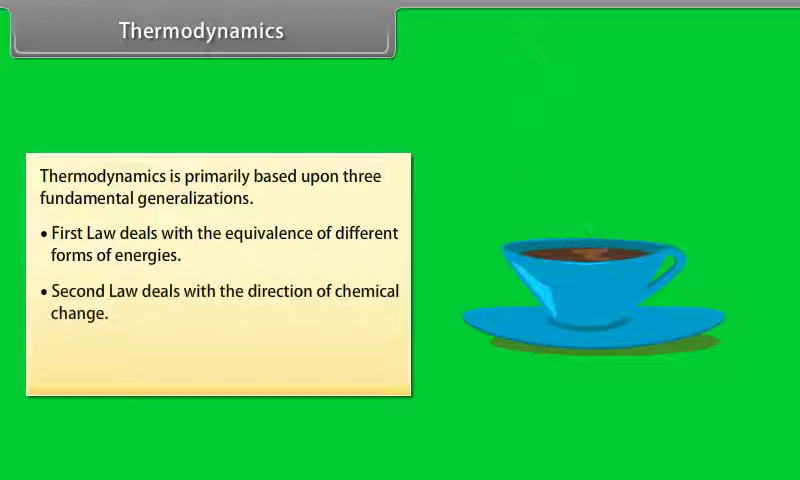 Thermodynamics
Thermodynamics is primarily based upon three
fundamental generalizations.
• First Law deals with the equivalence of different
forms of energies.
• Second Law deals with the direction of chemical
change.